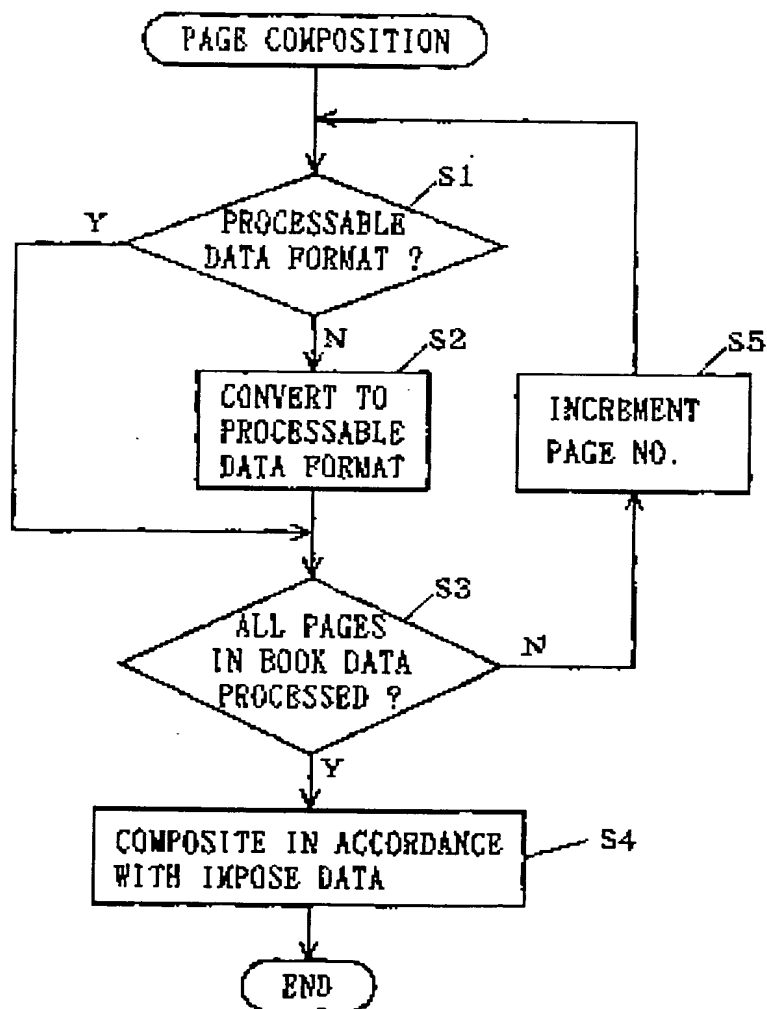 PAGE COMPOSITION
S1
Y
PROCESSABLE
DATA FORMAT ?
N
S2
CONVERT TO
PROCESSABLE
DATA FORMAT
S5
INCREMENT
PAGE NO.
S3
ALL PAGES
IN BOOK DATA
PROCESSED ?
N
Y
COMPOSITE IN ACCORDANCE
WITH IMPOSE DATA
S4
END